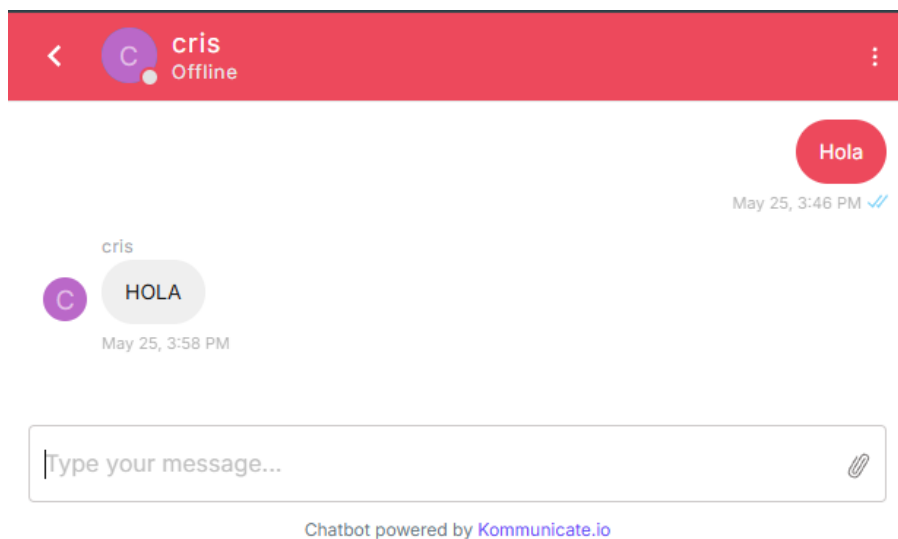 C
cris
Offline
Hola
May 25, 3:46 PM
cris
C
HOLA
May 25, 3:58 PM
Type your message...
Chatbot powered by Kommunicate.io